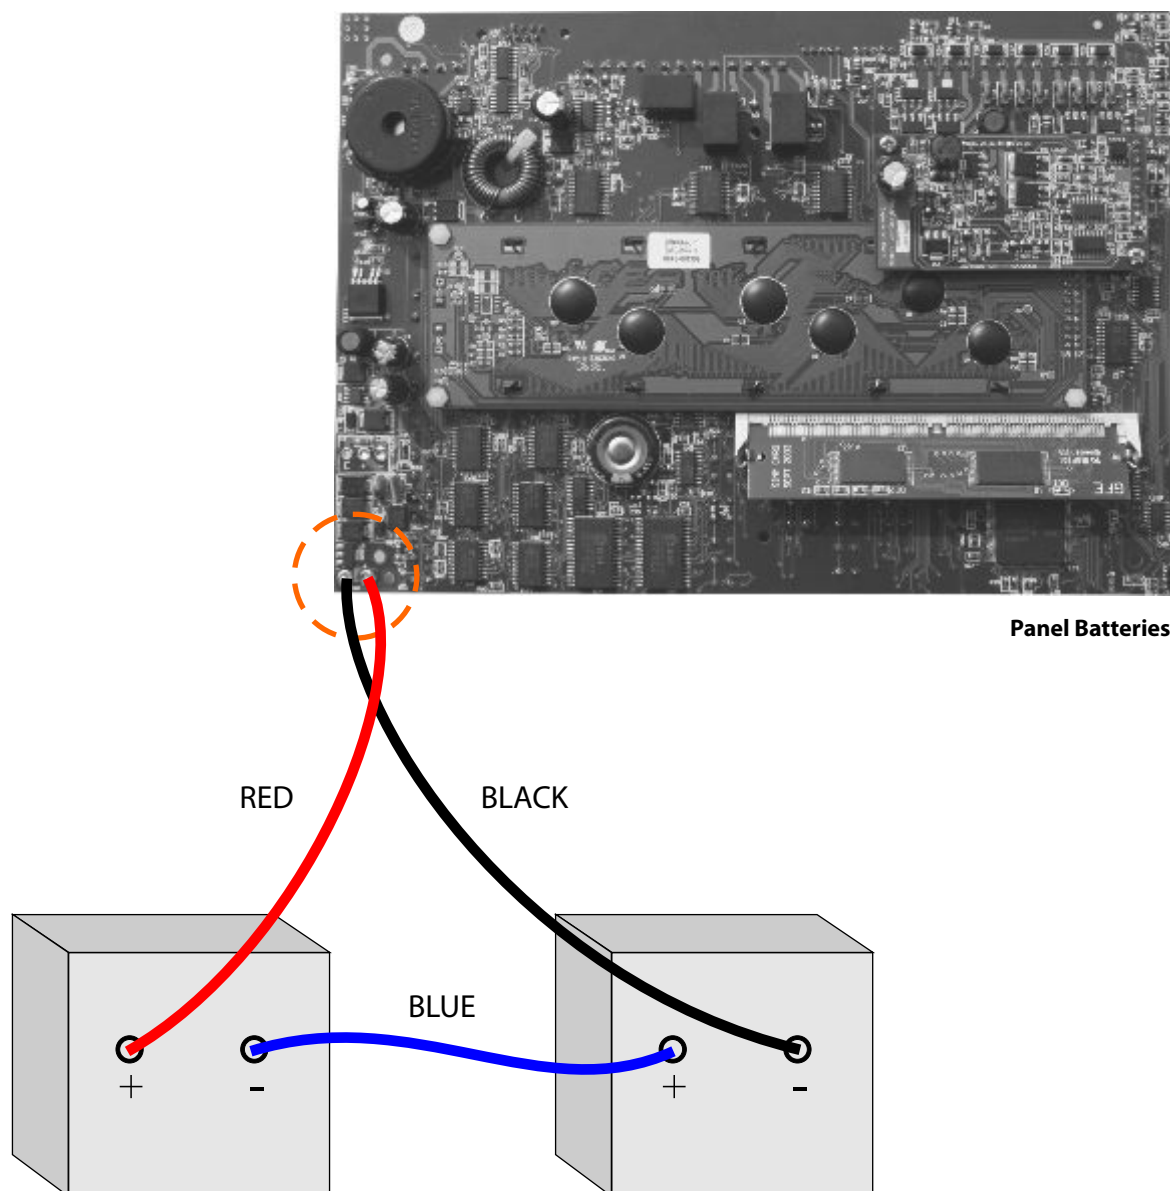 Panel Batteries
RED
BLACK
BLUE
+
-
+
-